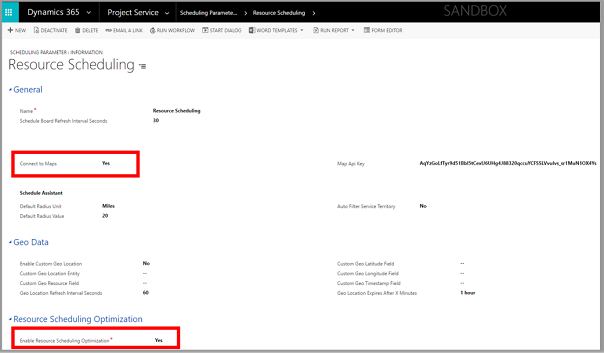 Dynamics 365 Project Service Scheduling Paramete... Resource Scheduling SANDBOX
NEW DEACTIVATE DELETE EMAIL A LINK RUN WORKFLOW START DIALOG WORD TEMPLATES RUN REPORT FORM EDITOR
SCHEDULING PARAMETER : INFORMATION
Resource Scheduling
General
Name * Resource Scheduling
Schedule Board Refresh Interval Seconds 30
Connect to Maps Yes Map Api Key
Schedule Assistant
Default Radius Unit Miles Auto Filter Service Territory No
Default Radius Value 20
Geo Data
Enable Custom Geo Location No Custom Geo Latitude Field --
Custom Geo Location Entity -- Custom Geo Longitude Field --
Custom Geo Resource Field -- Custom Geo Timestamp Field --
Geo Location Refresh Interval Seconds 60 Geo Location Expires After X Minutes 1 hour
Resource Scheduling Optimization
Enable Resource Scheduling Optimization * Yes